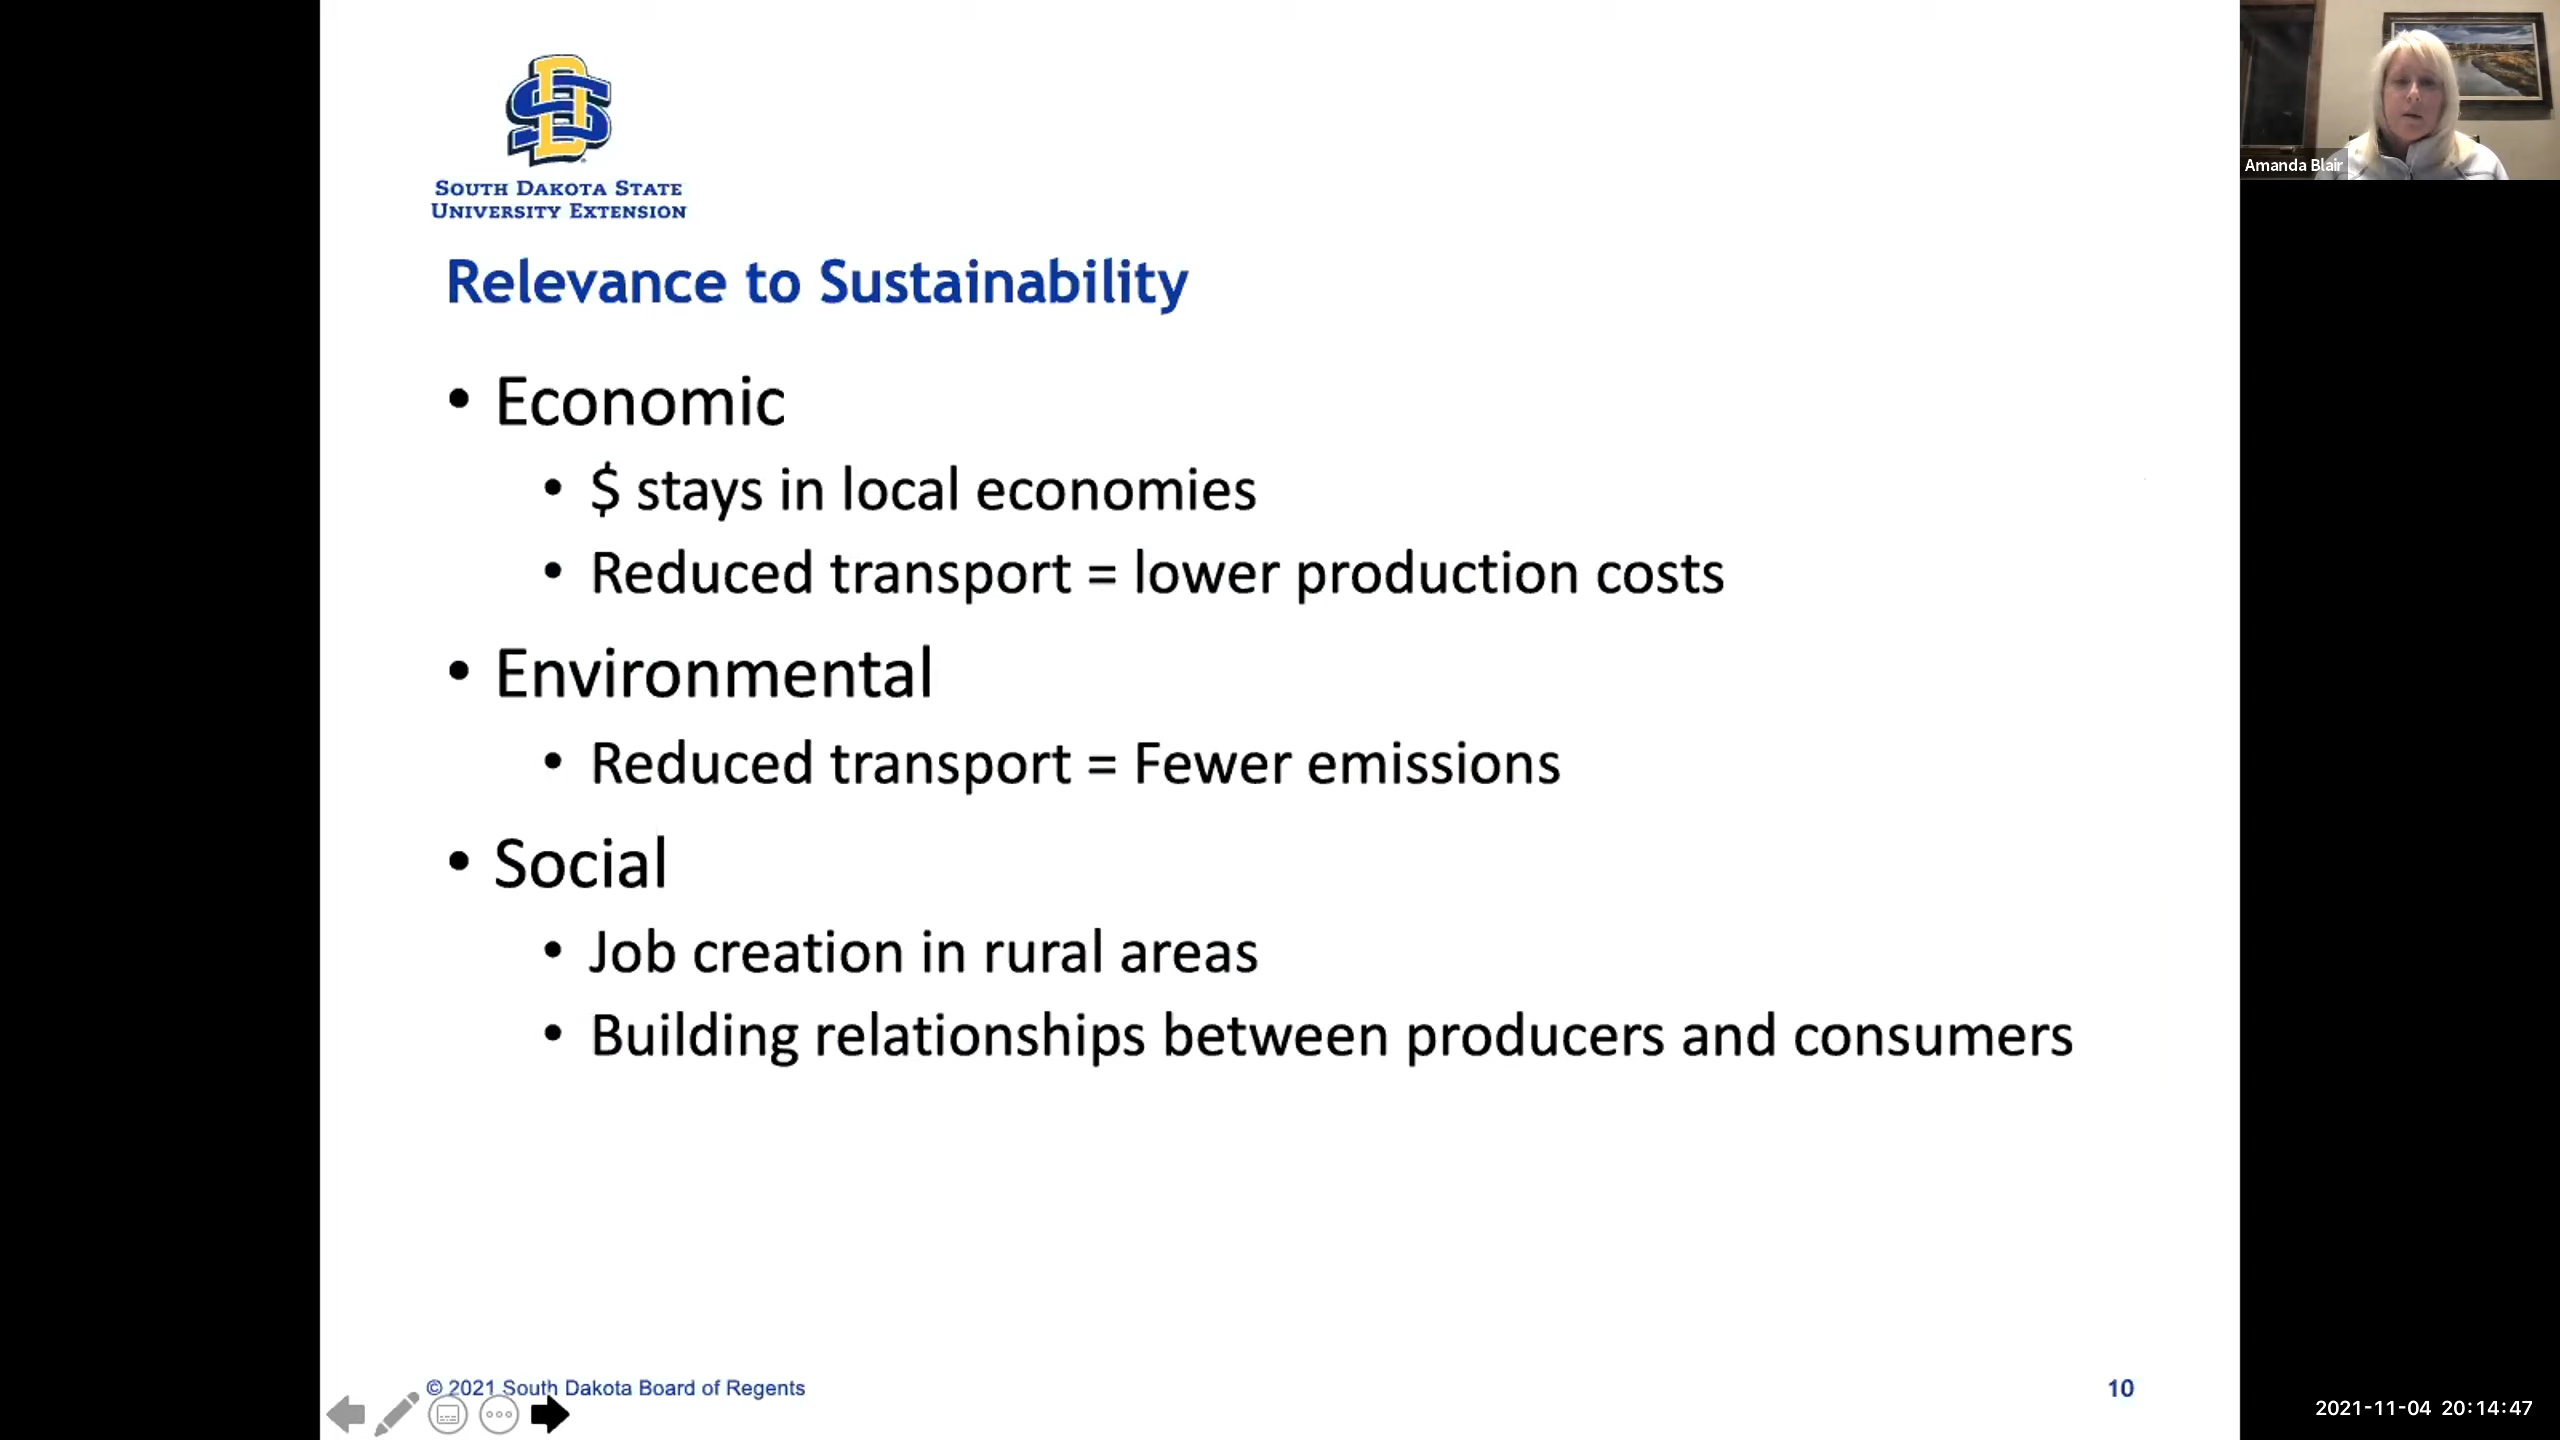 SOUTH DAKOTA STATE
UNIVERSITY EXTENSION
Amanda Blair
Relevance to Sustainability
• Economic
• $ stays in local economies
• Reduced transport = lower production costs
• Environmental
• Reduced transport = Fewer emissions
• Social
• Job creation in rural areas
• Building relationships between producers and consumers
© 2021 South Dakota Board of Regents
10
2021-11-04 20:14:47